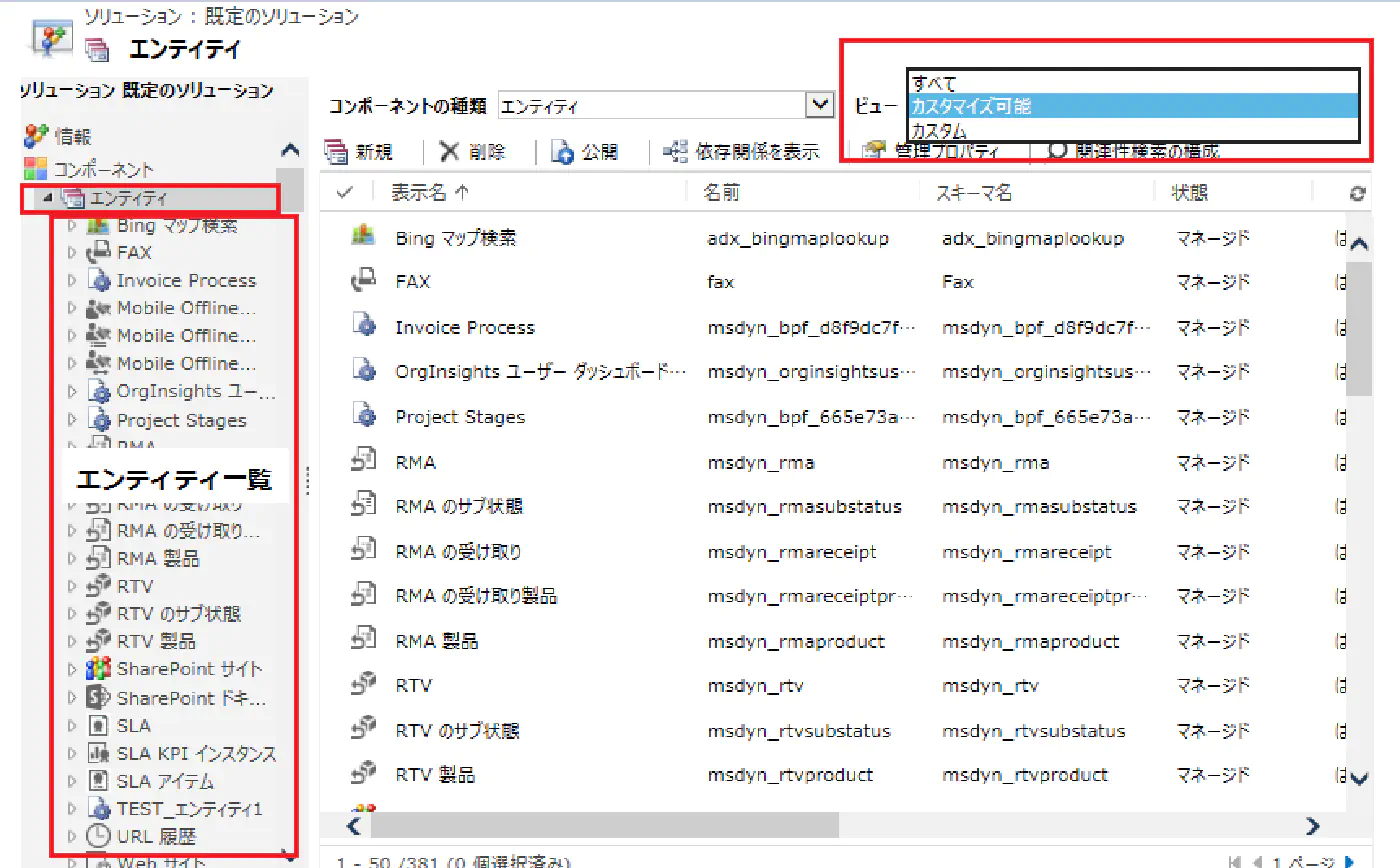 ソリューション : 既定のソリューション
エンティティ
ソリューション 既定のソリューション
情報
コンポーネント
エンティティ
Bing マップ検索
FAX
Invoice Process
Mobile Offline...
Mobile Offline...
Mobile Offline...
OrgInsights ユー...
Project Stages
RMA
エンティティ一覧
RMA の受け取り
RMA の受け取り...
RMA 製品
RTV
RTV のサブ状態
RTV 製品
SharePoint サイト
SharePoint ドキ...
SLA
SLA KPI インスタンス
SLA アイテム
TEST_エンティティ1
URL 履歴
Web サイト
コンポーネントの種類 エンティティ
ビュー
すべて
カスタマイズ可能
カスタム
新規 削除 公開 依存関係を表示 管理プロパティ 関連性検索の構成
表示名 ↑ 名前 スキーマ名 状態
Bing マップ検索 adx_bingmaplookup adx_bingmaplookup マネージド は
FAX fax Fax マネージド は
Invoice Process msdyn_bpf_d8f9dc7f... msdyn_bpf_d8f9dc7f... マネージド は
OrgInsights ユーザー ダッシュボード... msdyn_orginsightsus... msdyn_orginsightsus... マネージド は
Project Stages msdyn_bpf_665e73a... msdyn_bpf_665e73a... マネージド は
RMA msdyn_rma msdyn_rma マネージド は
RMA のサブ状態 msdyn_rmasubstatus msdyn_rmasubstatus マネージド は
RMA の受け取り msdyn_rmareceipt msdyn_rmareceipt マネージド は
RMA の受け取り製品 msdyn_rmareceiptpr... msdyn_rmareceiptpr... マネージド は
RMA 製品 msdyn_rmaproduct msdyn_rmaproduct マネージド は
RTV msdyn_rtv msdyn_rtv マネージド は
RTV のサブ状態 msdyn_rtvsubstatus msdyn_rtvsubstatus マネージド は
RTV 製品 msdyn_rtvproduct msdyn_rtvproduct マネージド は
1 - 50 /381 (0 個選択済み) 1 ページ